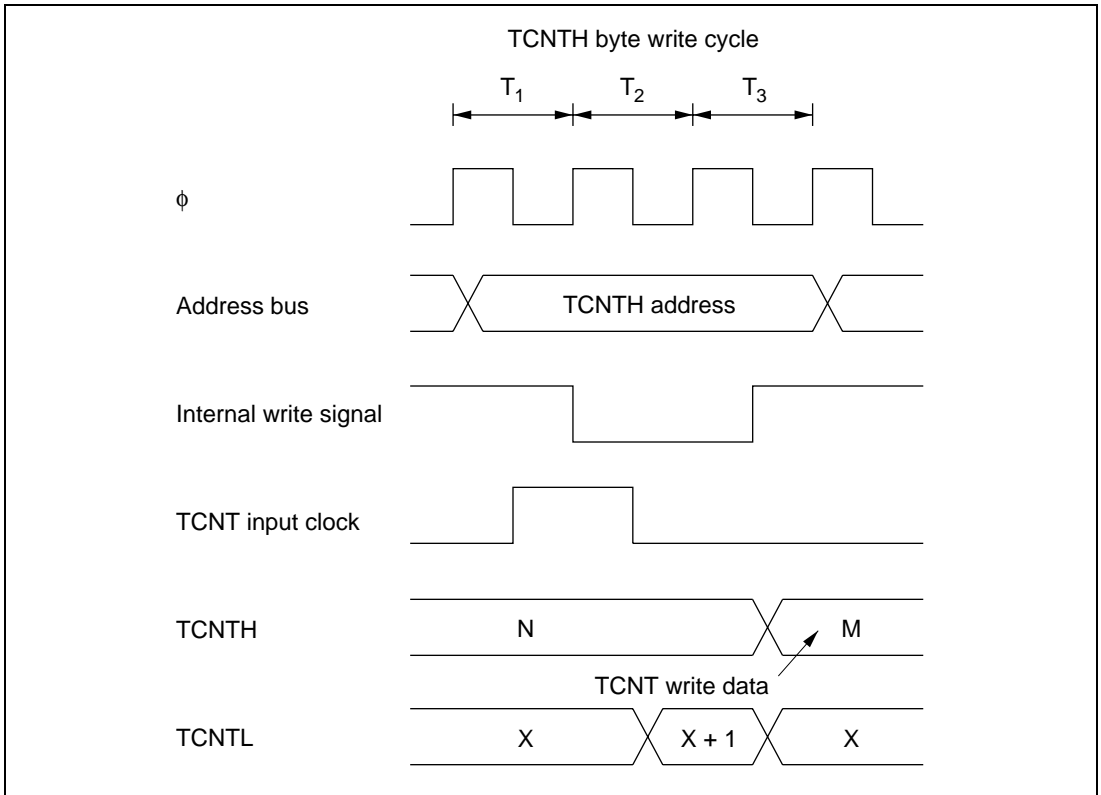 TCNTH byte write cycle
T1 T2 T3
φ
Address bus TCNTH address
Internal write signal
TCNT input clock
TCNTH N M
TCNT write data
TCNTL X X + 1 X